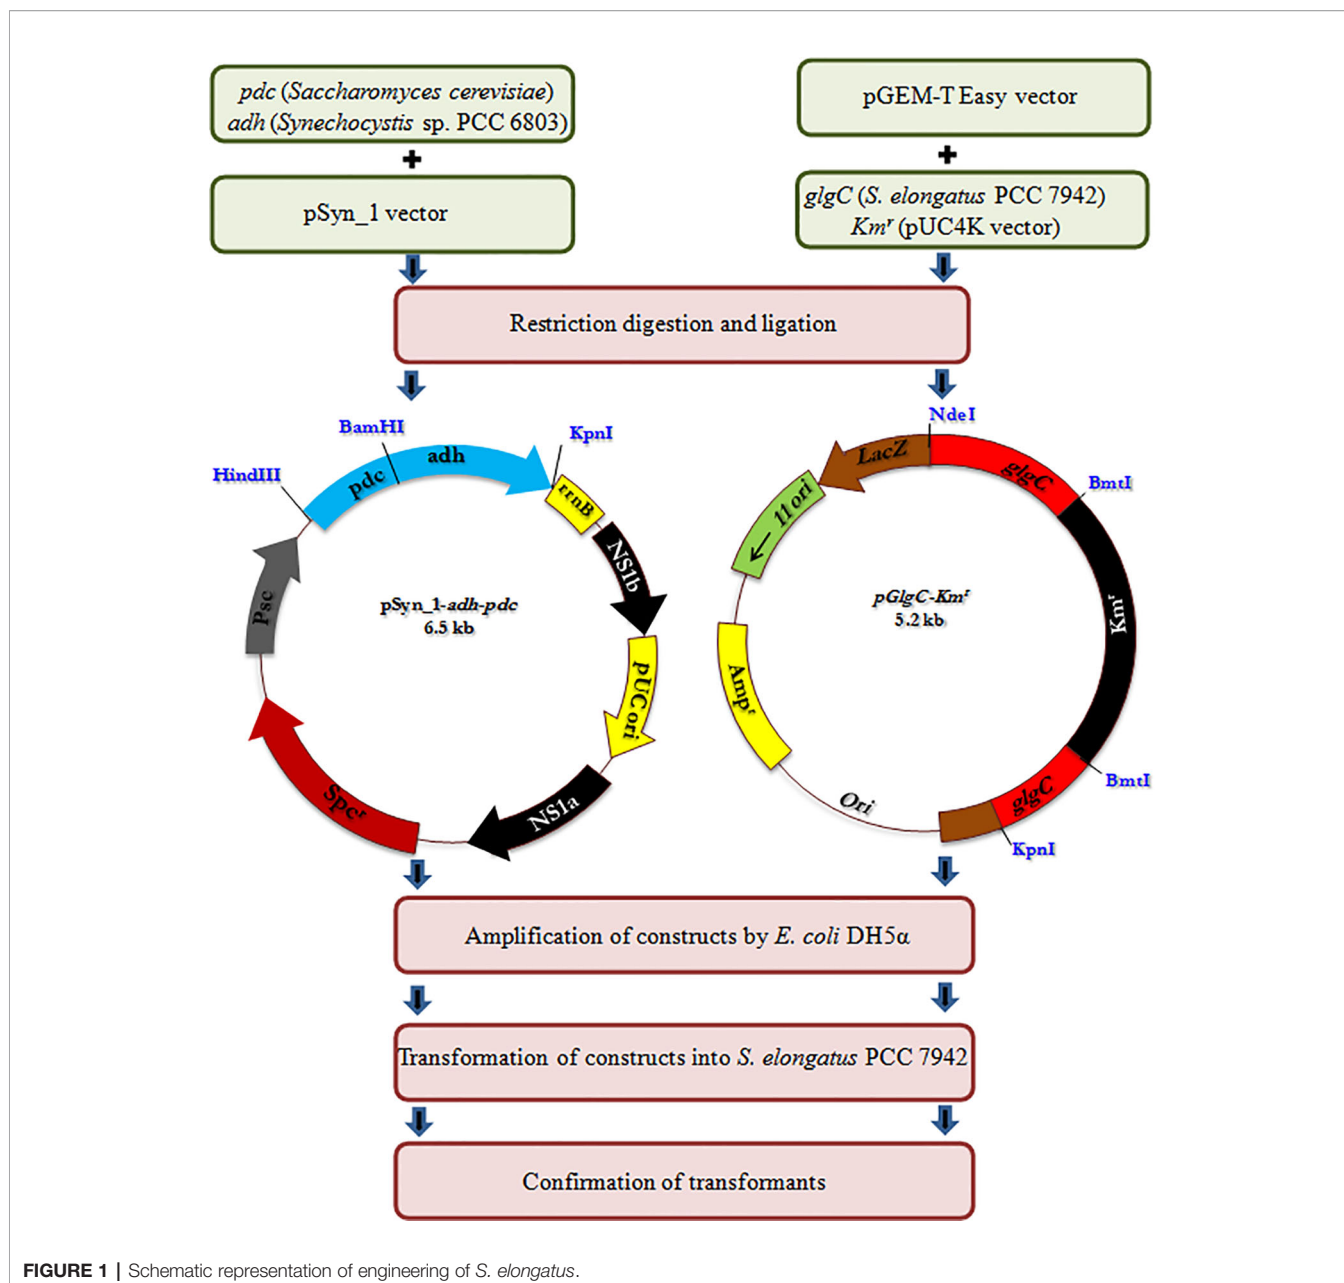 pdc (Saccharomyces cerevisiae)
adh (Synechocystis sp. PCC 6803)
pSyn_1 vector
pGEM-T Easy vector
glgC (S. elongatus PCC 7942)
Kmʳ (pUC4K vector)
Restriction digestion and ligation
HindIII
BamHI
KpnI
pdc
adh
rrnB
NS1b
pUC ori
NS1a
Spcʳ
Psc
pSyn_1-adh-pdc
6.5 kb
NdeI
BmtI
BmtI
KpnI
LacZ
glgC
Kmʳ
glgC
Ori
Ampʳ
11 ori
pGlgC-Kmʳ
5.2 kb
Amplification of constructs by E. coli DH5α
Transformation of constructs into S. elongatus PCC 7942
Confirmation of transformants
FIGURE 1 | Schematic representation of engineering of S. elongatus.